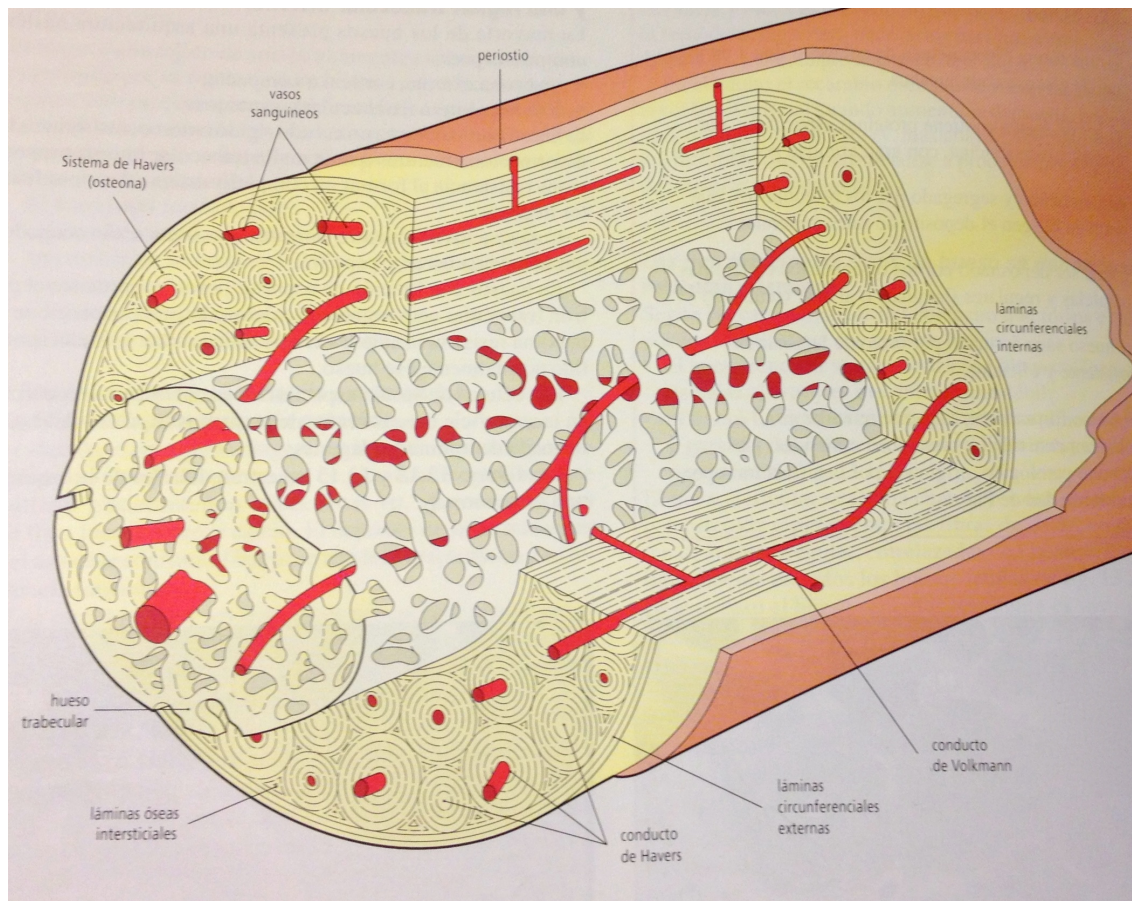 periostio
vasos
sanguineos
Sistema de Havers
(osteona)
láminas
circunferenciales
internas
hueso
trabecular
conducto
de Volkmann
láminas
circunferenciales
externas
láminas óseas
intersticiales
conducto
de Havers